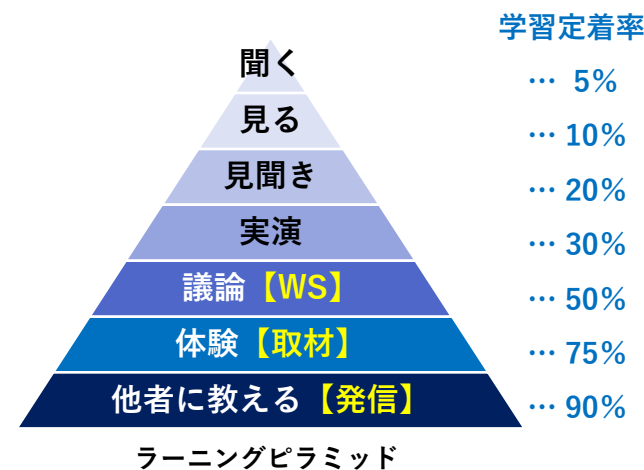 学習定着率
聞く … 5%
見る … 10%
見聞き … 20%
実演 … 30%
議論【WS】 … 50%
体験【取材】 … 75%
他者に教える【発信】 … 90%
ラーニングピラミッド